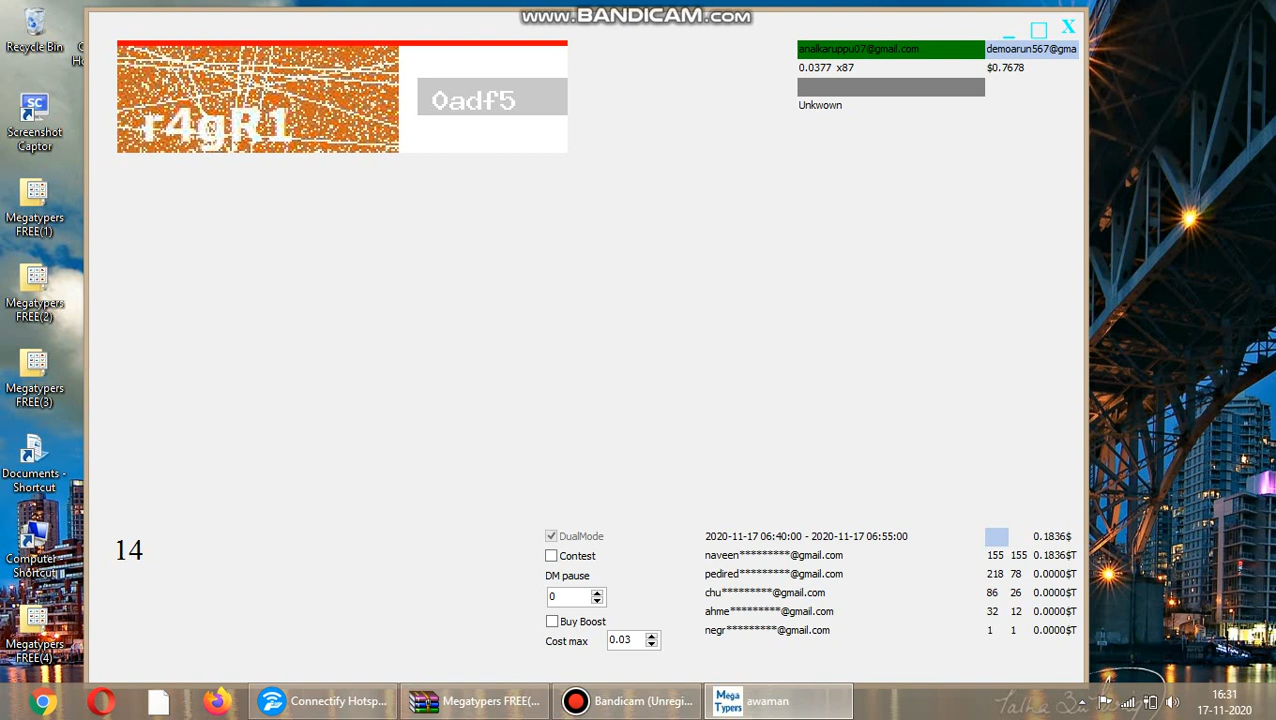 www.BANDICAM.com
Recycle Bin
SC
Screenshot
Captor
Megatypers
FREE(1)
Megatypers
FREE(2)
Megatypers
FREE(3)
Documents -
Shortcut
Computer -
Shortcut
Megatypers
FREE(4)
X
r4gR1
0adf5
analkaruppu07@gmail.com
demoarun567@gma
0.0377 x87
$0.7678
Unkwown
14
DualMode
Contest
DM pause
0
Buy Boost
Cost max
0.03
2020-11-17 06:40:00 - 2020-11-17 06:55:00 0.1836$
naveen*********@gmail.com 155 155 0.1836$T
pedired*********@gmail.com 218 78 0.0000$T
chu*********@gmail.com 86 26 0.0000$T
ahme*********@gmail.com 32 12 0.0000$T
negr*********@gmail.com 1 1 0.0000$T
Connectify Hotsp...
Megatypers FREE(...
Bandicam (Unregi...
Mega
Typers
awaman
16:31
17-11-2020